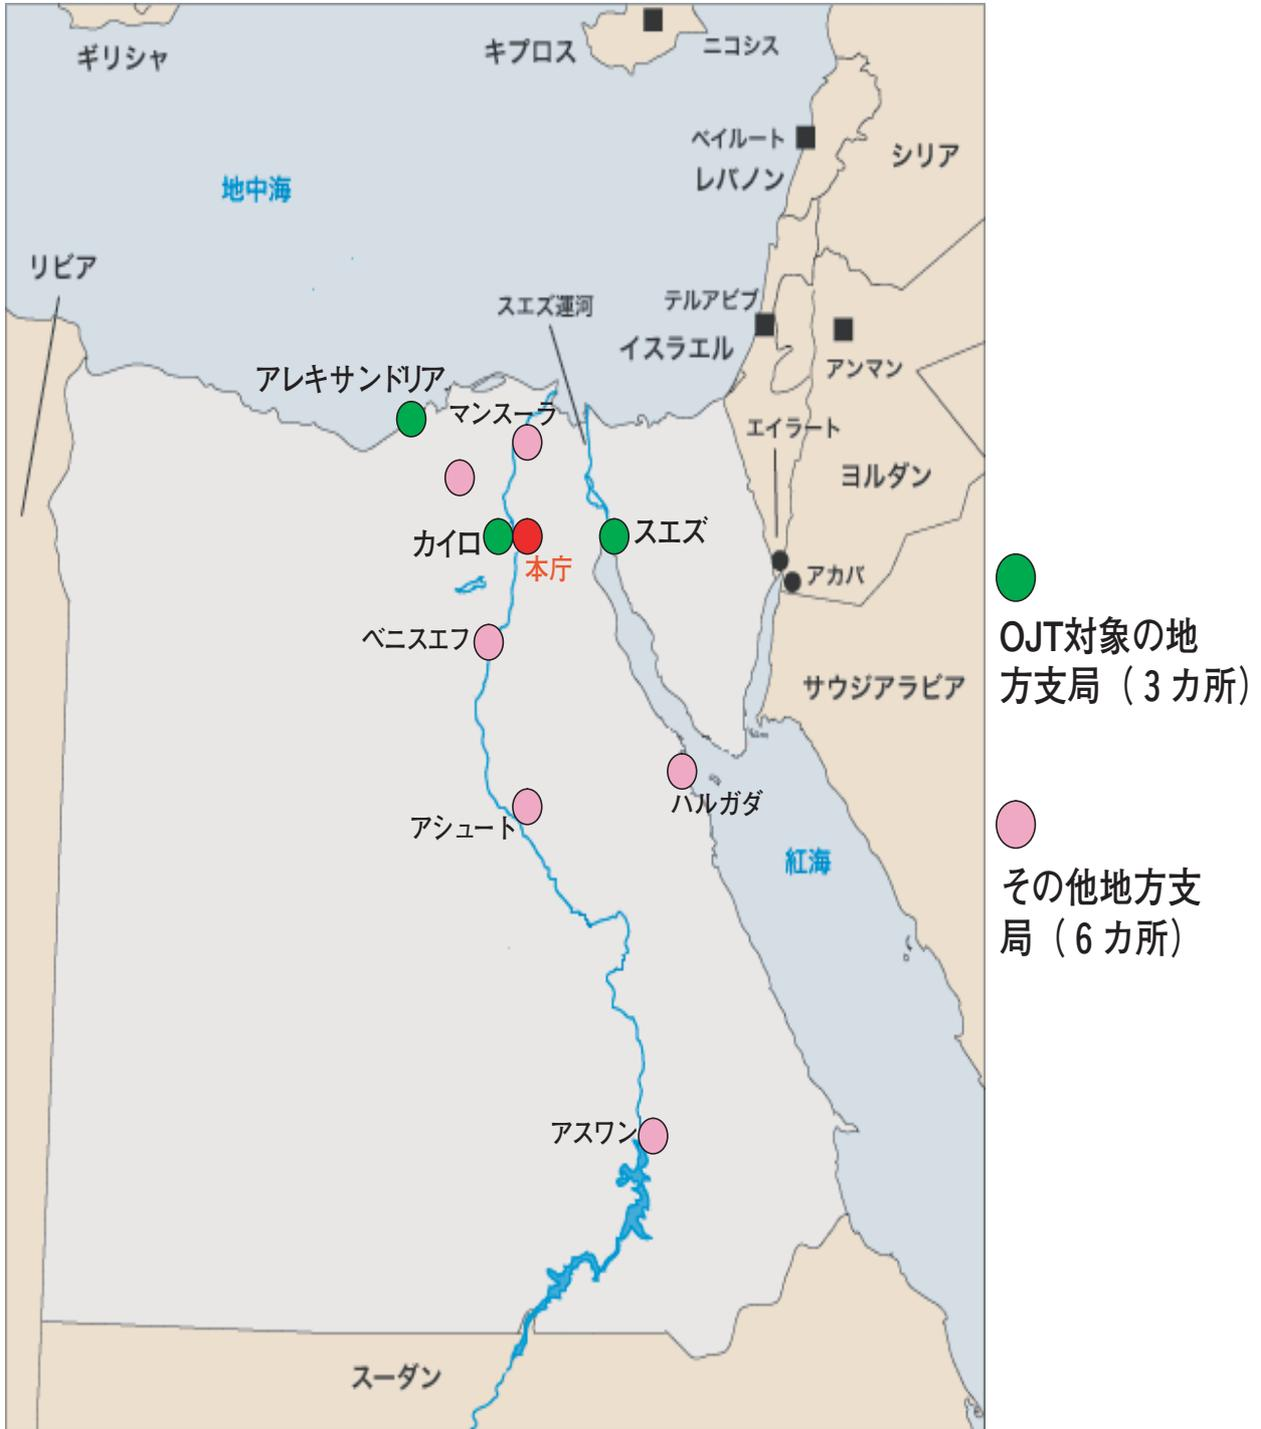 ギリシャ
キプロス
ニコシス
ベイルート
レバノン
シリア
地中海
リビア
スエズ運河
テルアビブ
イスラエル
アンマン
アレキサンドリア
マンスーラ
エイラート
ヨルダン
カイロ
本庁
スエズ
アカバ
ベニスエフ
サウジアラビア
ハルガダ
アシュート
紅海
アスワン
スーダン
OJT対象の地
方支局（3カ所）
その他地方支
局（6カ所）